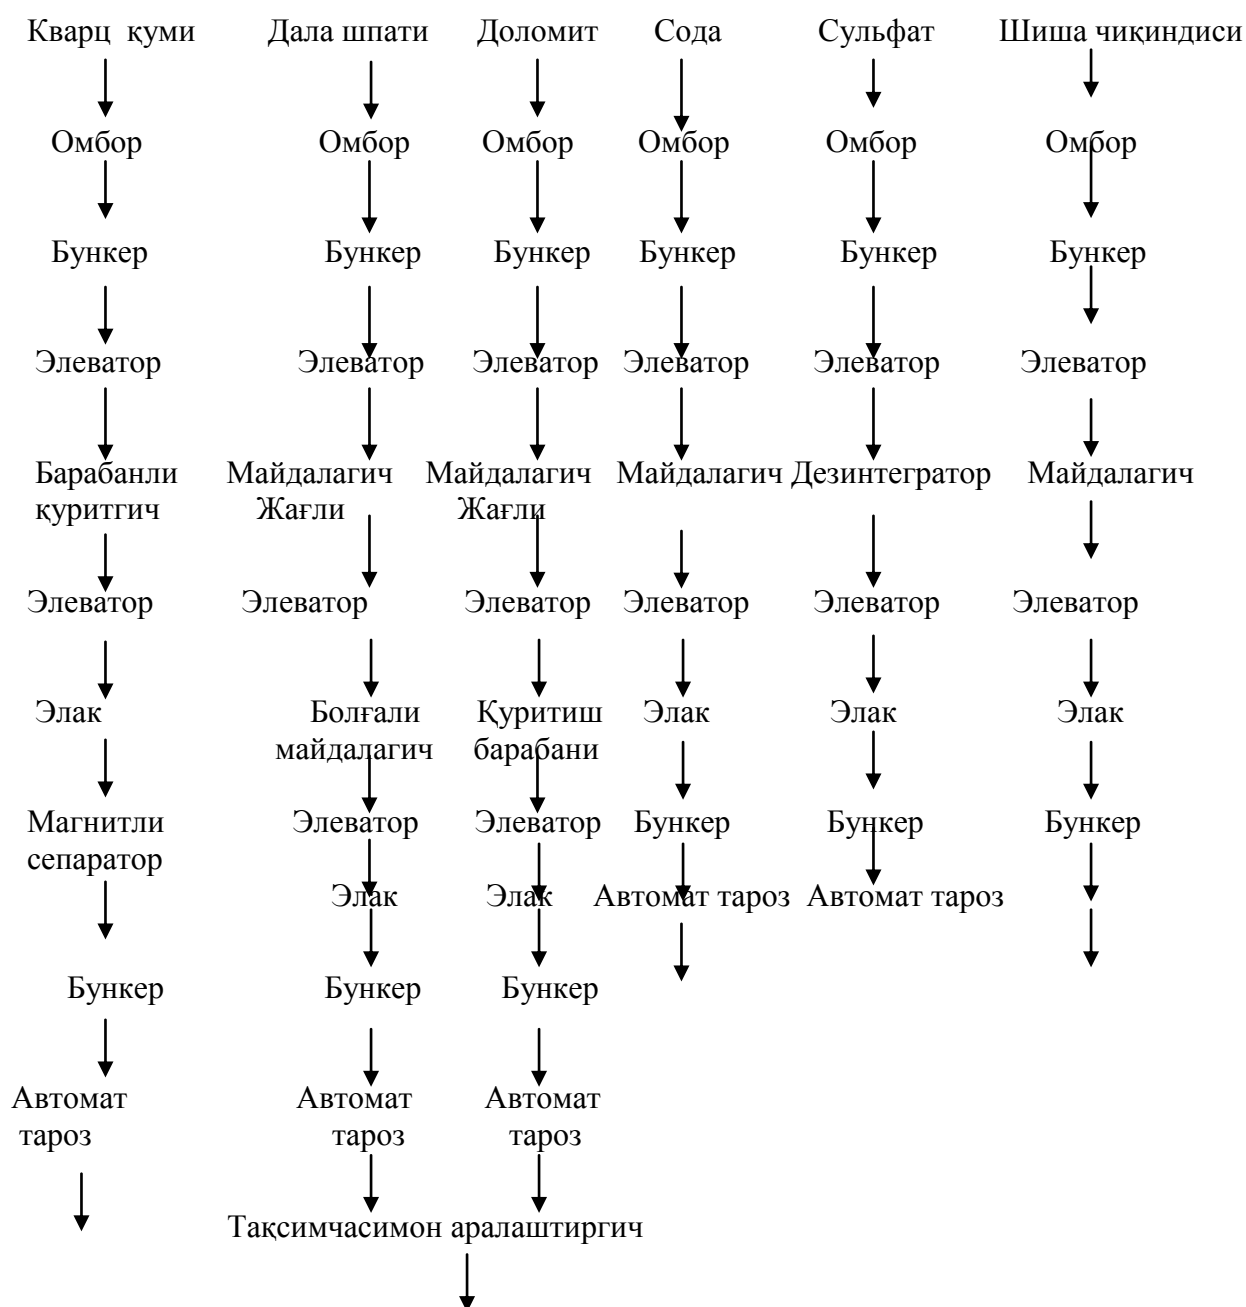 Кварц қуми Дала шпати Доломит Сода Сульфат Шиша чиқиндиси
Омбор Омбор Омбор Омбор Омбор Омбор
Бункер Бункер Бункер Бункер Бункер Бункер
Элеватор Элеватор Элеватор Элеватор Элеватор Элеватор
Барабанли Майдалагич Майдалагич Майдалагич Дезинтегратор Майдалагич
қуритгич Жағли Жағли
Элеватор Элеватор Элеватор Элеватор Элеватор Элеватор
Элак Болғали Қуритиш Элак Элак Элак
майдалагич барабани
Магнитли Элеватор Элеватор Бункер Бункер Бункер
сепаратор
Элак Элак Автомат тароз Автомат тароз
Бункер Бункер Бункер
Автомат Автомат Автомат
тароз тароз тароз
Тақсимчасимон аралаштиргич